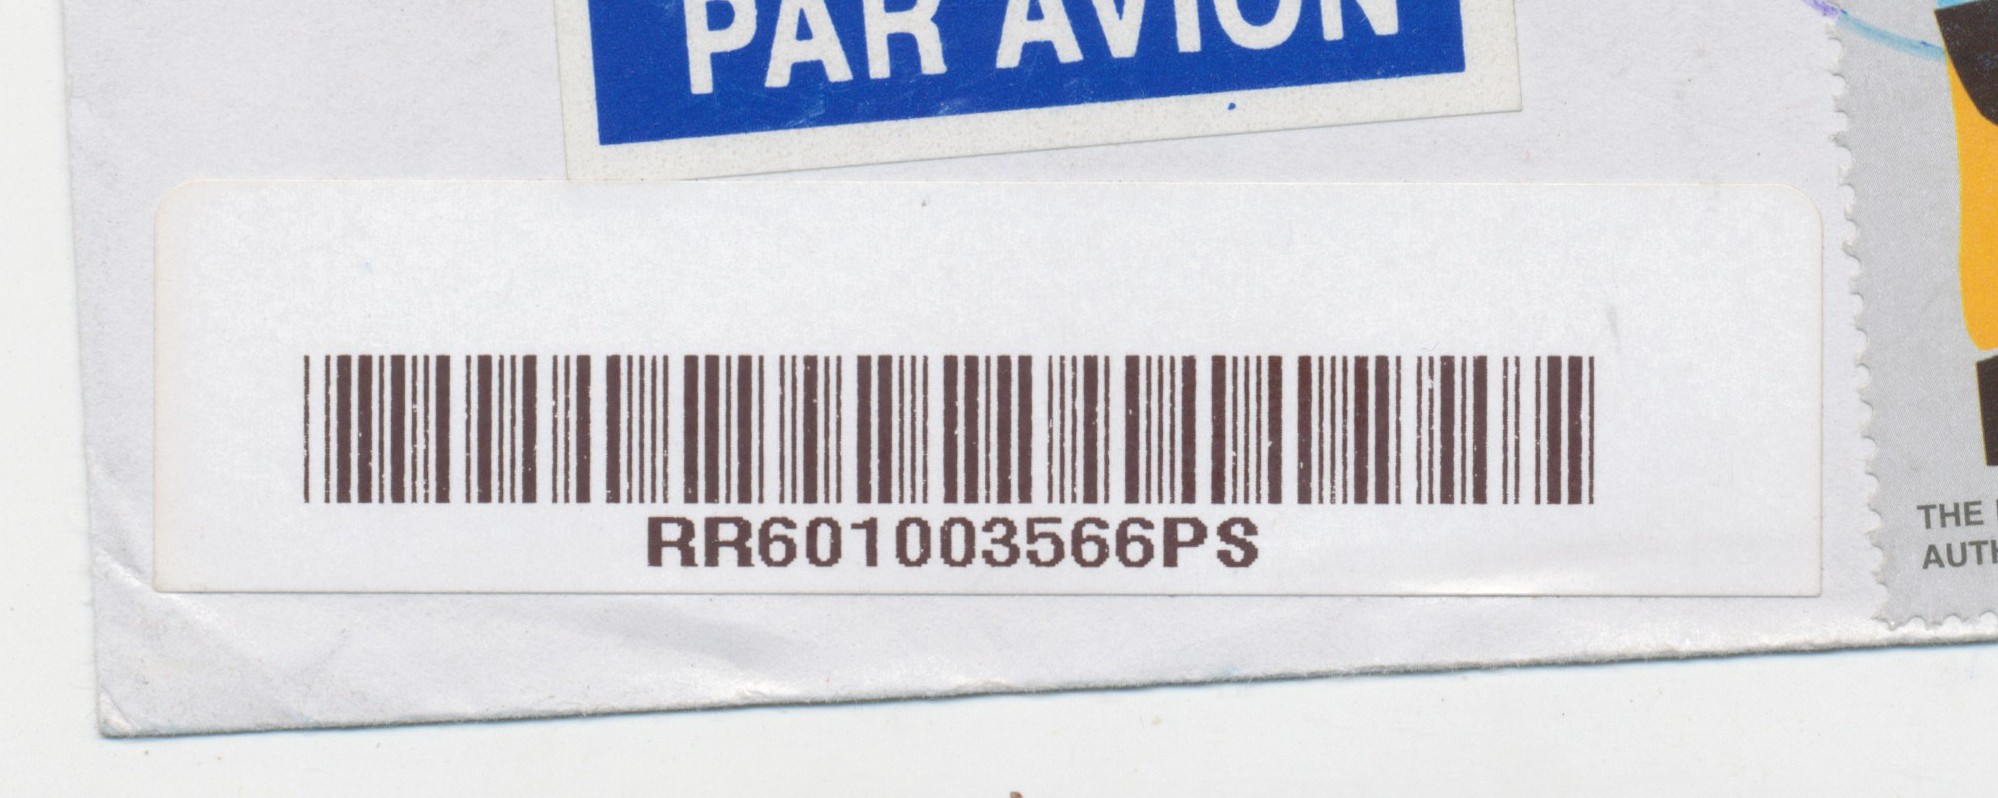 PAR AVION
RR601003566PS
THE
AUTH